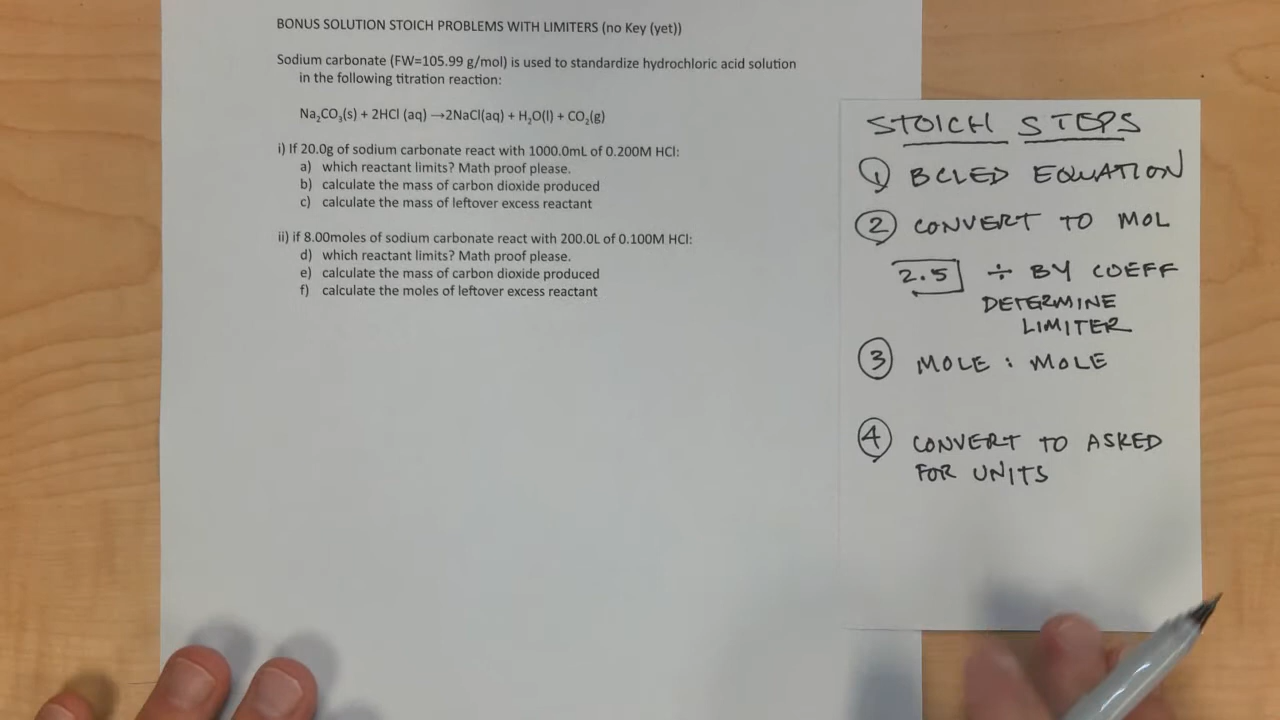 BONUS SOLUTION STOICH PROBLEMS WITH LIMITERS (no Key (yet))
Sodium carbonate (FW=105.99 g/mol) is used to standardize hydrochloric acid solution
in the following titration reaction:
Na₂CO₃(s) + 2HCl (aq) →2NaCl(aq) + H₂O(l) + CO₂(g)
i) If 20.0g of sodium carbonate react with 1000.0mL of 0.200M HCl:
a) which reactant limits? Math proof please.
b) calculate the mass of carbon dioxide produced
c) calculate the mass of leftover excess reactant
ii) if 8.00moles of sodium carbonate react with 200.0L of 0.100M HCl:
d) which reactant limits? Math proof please.
e) calculate the mass of carbon dioxide produced
f) calculate the moles of leftover excess reactant
STOICH STEPS
① BCLED EQUATION
② CONVERT TO MOL
2.5 ÷ BY COEFF
DETERMINE
LIMITER
③ MOLE : MOLE
④ CONVERT TO ASKED
FOR UNITS